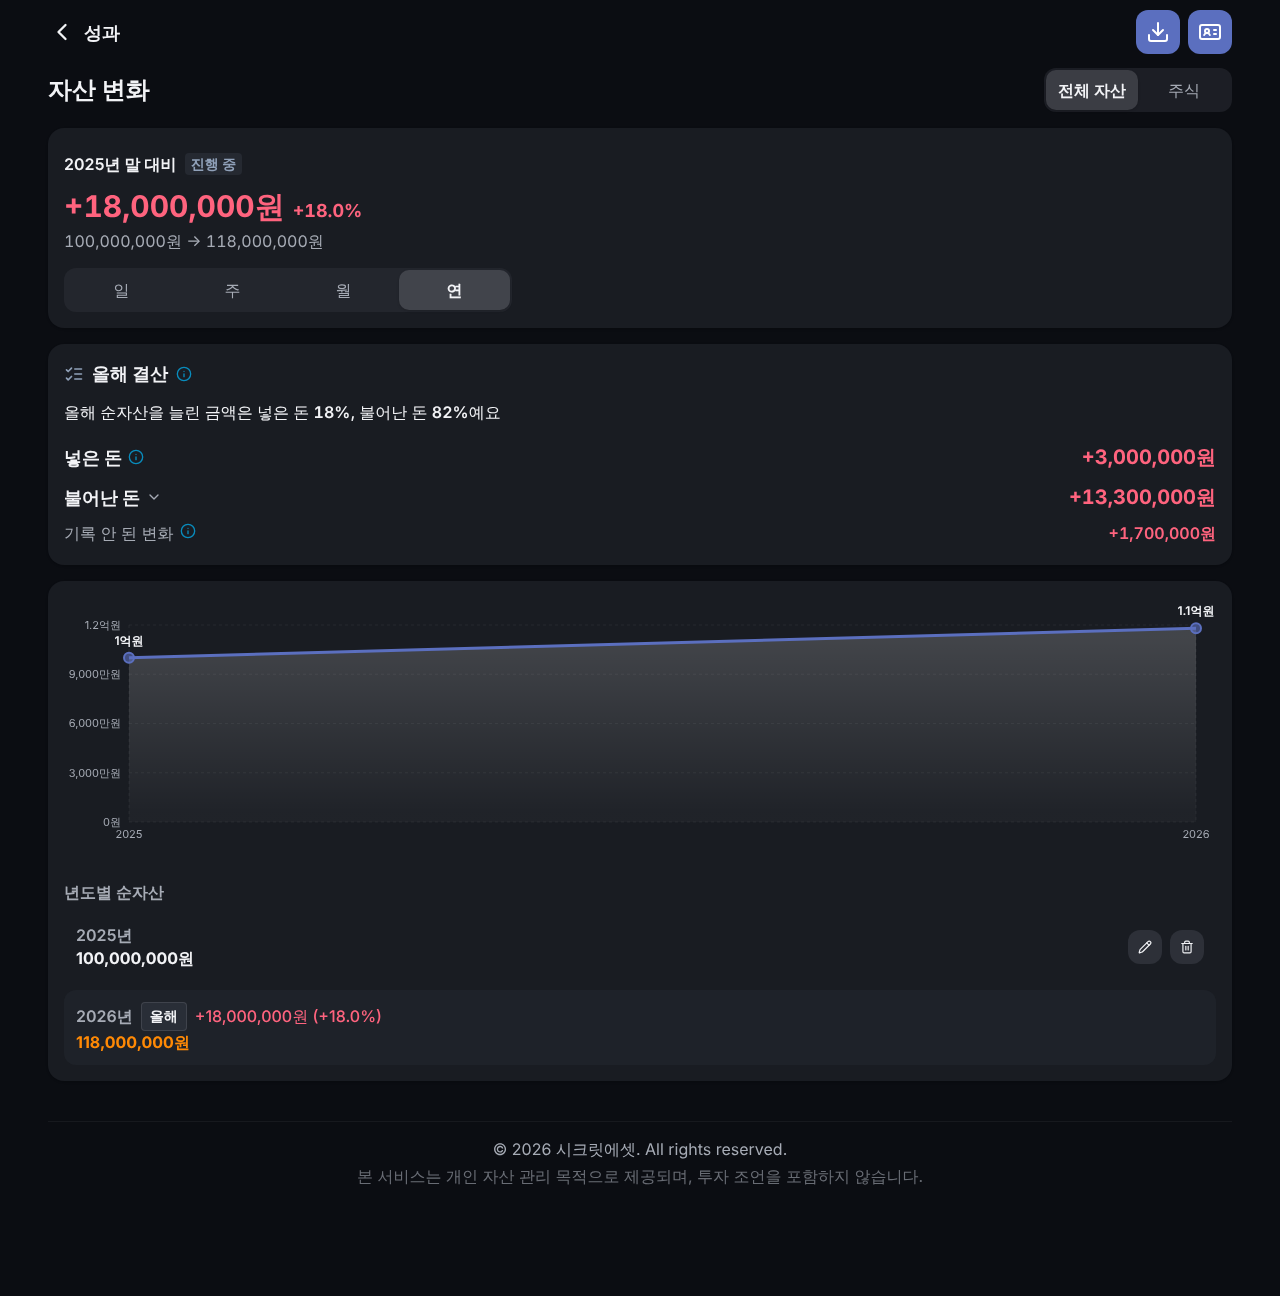 성과
자산 변화
전체 자산 주식
2025년 말 대비 진행 중
+18,000,000원 +18.0%
100,000,000원 → 118,000,000원
일 주 월 연
올해 결산
올해 순자산을 늘린 금액은 넣은 돈 18%, 불어난 돈 82%예요
넣은 돈 +3,000,000원
불어난 돈 +13,300,000원
기록 안 된 변화 +1,700,000원
1.1억원
1.2억원
1억원
9,000만원
6,000만원
3,000만원
0원
2025 2026
년도별 순자산
2025년
100,000,000원
2026년 올해 +18,000,000원 (+18.0%)
118,000,000원
© 2026 시크릿에셋. All rights reserved.
본 서비스는 개인 자산 관리 목적으로 제공되며, 투자 조언을 포함하지 않습니다.